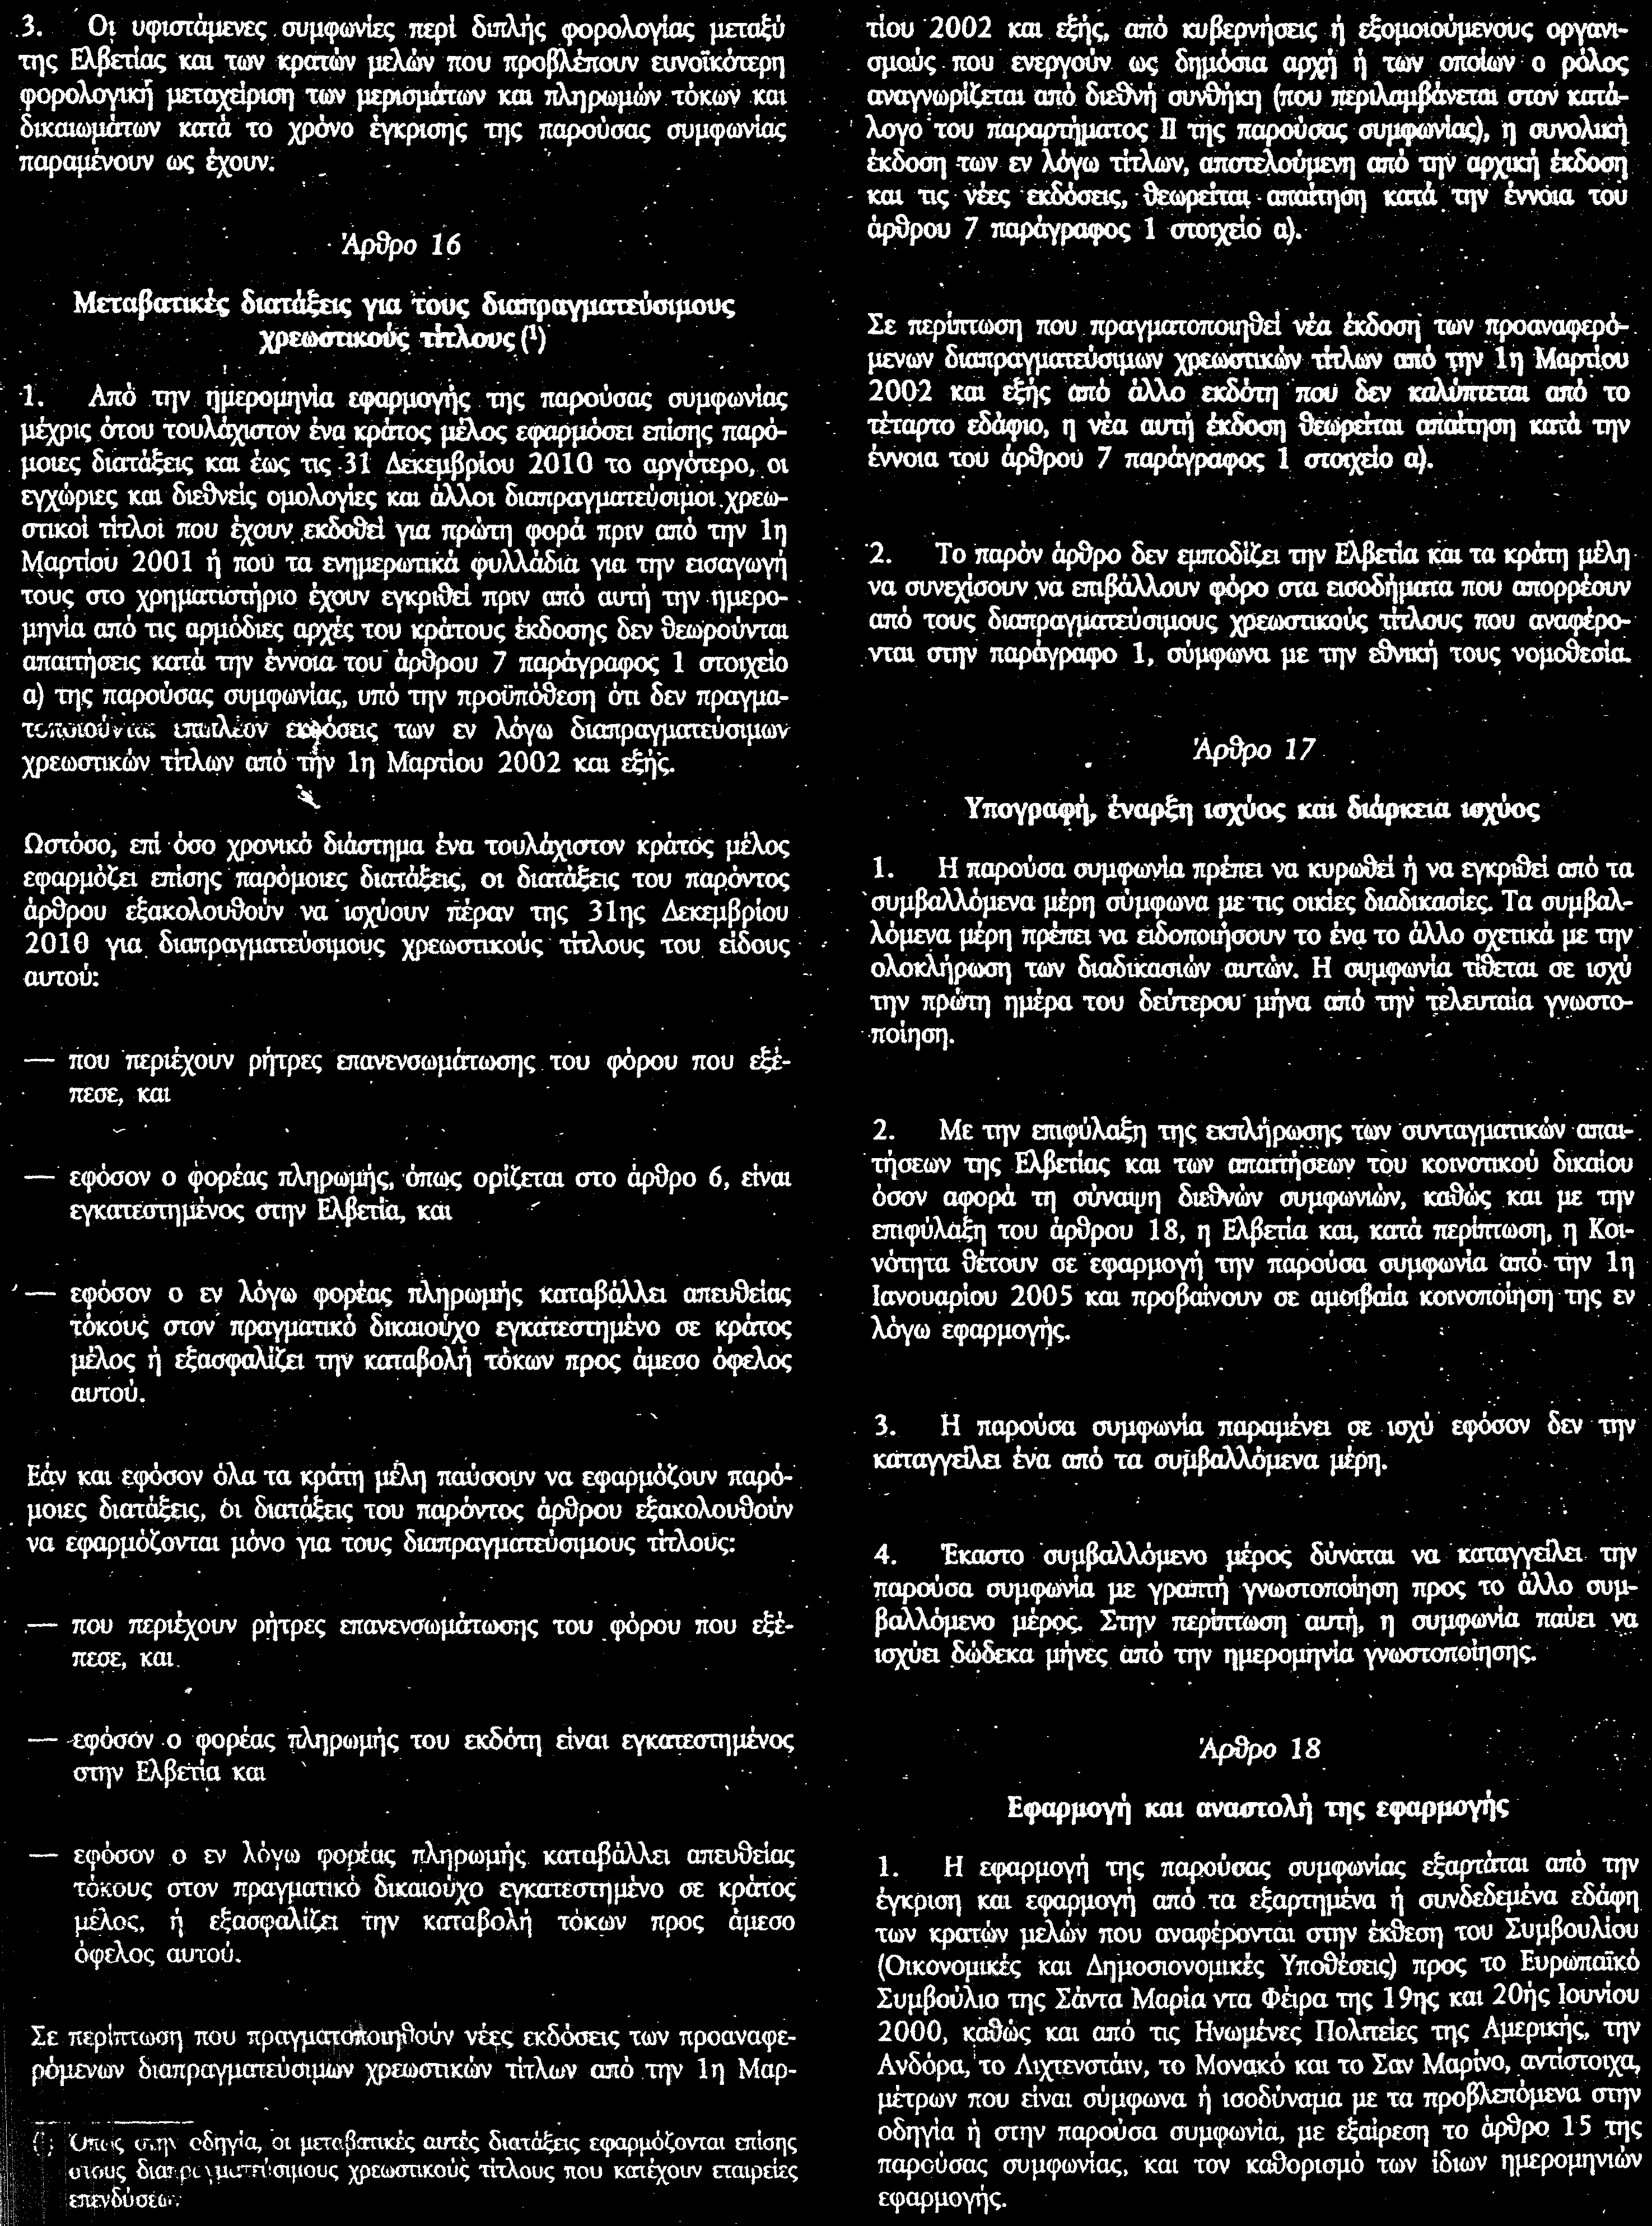 3. Οι υφιστάμενες συμφωνίες περί διπλής φορολογίας μεταξύ
της Ελβετίας και των κρατών μελών που προβλέπουν ευνοϊκότερη
φορολογική μεταχείριση των μερισμάτων και πληρωμών τόκων και
δικαιωμάτων κατά το χρόνο έγκρισης της παρούσας συμφωνίας
παραμένουν ως έχουν.
Άρθρο 16
Μεταβατικές διατάξεις για τους διαπραγματεύσιμους
χρεωστικούς τίτλους (¹)
1. Από την ημερομηνία εφαρμογής της παρούσας συμφωνίας
μέχρις ότου τουλάχιστον ένα κράτος μέλος εφαρμόσει επίσης παρό-
μοιες διατάξεις και έως τις 31 Δεκεμβρίου 2010 το αργότερο, οι
εγχώριες και διεθνείς ομολογίες και άλλοι διαπραγματεύσιμοι χρεω-
στικοί τίτλοι που έχουν εκδοθεί για πρώτη φορά πριν από την 1η
Μαρτίου 2001 ή που τα ενημερωτικά φυλλάδια για την εισαγωγή
τους στο χρηματιστήριο έχουν εγκριθεί πριν από αυτή την ημερο-
μηνία από τις αρμόδιες αρχές του κράτους έκδοσης δεν θεωρούνται
απαιτήσεις κατά την έννοια του άρθρου 7 παράγραφος 1 στοιχείο
α) της παρούσας συμφωνίας, υπό την προϋπόθεση ότι δεν πραγμα-
τοποιούνται επιπλέον εκδόσεις των εν λόγω διαπραγματεύσιμων
χρεωστικών τίτλων από την 1η Μαρτίου 2002 και εξής.
Ωστόσο, επί όσο χρονικό διάστημα ένα τουλάχιστον κράτος μέλος
εφαρμόζει επίσης παρόμοιες διατάξεις, οι διατάξεις του παρόντος
άρθρου εξακολουθούν να ισχύουν πέραν της 31ης Δεκεμβρίου
2010 για διαπραγματεύσιμους χρεωστικούς τίτλους του είδους
αυτού:
— που περιέχουν ρήτρες επανενσωμάτωσης του φόρου που εξέ-
πεσε, και
— εφόσον ο φορέας πληρωμής, όπως ορίζεται στο άρθρο 6, είναι
εγκατεστημένος στην Ελβετία, και
— εφόσον ο εν λόγω φορέας πληρωμής καταβάλλει απευθείας
τόκους στον πραγματικό δικαιούχο εγκατεστημένο σε κράτος
μέλος ή εξασφαλίζει την καταβολή τόκων προς άμεσο όφελος
αυτού.
Εάν και εφόσον όλα τα κράτη μέλη παύσουν να εφαρμόζουν παρό-
μοιες διατάξεις, οι διατάξεις του παρόντος άρθρου εξακολουθούν
να εφαρμόζονται μόνο για τους διαπραγματεύσιμους τίτλους:
— που περιέχουν ρήτρες επανενσωμάτωσης του φόρου που εξέ-
πεσε, και
— εφόσον ο φορέας πληρωμής του εκδότη είναι εγκατεστημένος
στην Ελβετία και
— εφόσον ο εν λόγω φορέας πληρωμής καταβάλλει απευθείας
τόκους στον πραγματικό δικαιούχο εγκατεστημένο σε κράτος
μέλος, ή εξασφαλίζει την καταβολή τόκων προς άμεσο
όφελος αυτού.
Σε περίπτωση που πραγματοποιηθούν νέες εκδόσεις των προαναφε-
ρόμενων διαπραγματεύσιμων χρεωστικών τίτλων από την 1η Μαρ-
(¹) Όπως στην οδηγία, οι μεταβατικές αυτές διατάξεις εφαρμόζονται επίσης
στους διαπραγματεύσιμους χρεωστικούς τίτλους που κατέχουν εταιρείες
επενδύσεων.
τίου 2002 και εξής, από κυβερνήσεις ή εξομοιούμενους οργανι-
σμούς που ενεργούν ως δημόσια αρχή ή των οποίων ο ρόλος
αναγνωρίζεται από διεθνή συνθήκη (που περιλαμβάνεται στον κατά-
λογο του παραρτήματος II της παρούσας συμφωνίας), η συνολική
έκδοση των εν λόγω τίτλων, αποτελούμενη από την αρχική έκδοση
και τις νέες εκδόσεις, θεωρείται απαίτηση κατά την έννοια του
άρθρου 7 παράγραφος 1 στοιχείο α).
Σε περίπτωση που πραγματοποιηθεί νέα έκδοση των προαναφερό-
μενων διαπραγματεύσιμων χρεωστικών τίτλων από την 1η Μαρτίου
2002 και εξής από άλλο εκδότη που δεν καλύπτεται από το
τέταρτο εδάφιο, η νέα αυτή έκδοση θεωρείται απαίτηση κατά την
έννοια του άρθρου 7 παράγραφος 1 στοιχείο α).
2. Το παρόν άρθρο δεν εμποδίζει την Ελβετία και τα κράτη μέλη
να συνεχίσουν να επιβάλλουν φόρο στα εισοδήματα που απορρέουν
από τους διαπραγματεύσιμους χρεωστικούς τίτλους που αναφέρο-
νται στην παράγραφο 1, σύμφωνα με την εθνική τους νομοθεσία.
Άρθρο 17
Υπογραφή, έναρξη ισχύος και διάρκεια ισχύος
1. Η παρούσα συμφωνία πρέπει να κυρωθεί ή να εγκριθεί από τα
συμβαλλόμενα μέρη σύμφωνα με τις οικίες διαδικασίες. Τα συμβαλ-
λόμενα μέρη πρέπει να ειδοποιήσουν το ένα το άλλο σχετικά με την
ολοκλήρωση των διαδικασιών αυτών. Η συμφωνία τίθεται σε ισχύ
την πρώτη ημέρα του δεύτερου μήνα από την τελευταία γνωστο-
ποίηση.
2. Με την επιφύλαξη της εκπλήρωσης των συνταγματικών απαι-
τήσεων της Ελβετίας και των απαιτήσεων του κοινοτικού δικαίου
όσον αφορά τη σύναψη διεθνών συμφωνιών, καθώς και με την
επιφύλαξη του άρθρου 18, η Ελβετία και, κατά περίπτωση, η Κοι-
νότητα θέτουν σε εφαρμογή την παρούσα συμφωνία από την 1η
Ιανουαρίου 2005 και προβαίνουν σε αμοιβαία κοινοποίηση της εν
λόγω εφαρμογής.
3. Η παρούσα συμφωνία παραμένει σε ισχύ εφόσον δεν την
καταγγείλει ένα από τα συμβαλλόμενα μέρη.
4. Έκαστο συμβαλλόμενο μέρος δύναται να καταγγείλει την
παρούσα συμφωνία με γραπτή γνωστοποίηση προς το άλλο συμ-
βαλλόμενο μέρος. Στην περίπτωση αυτή, η συμφωνία παύει να
ισχύει δώδεκα μήνες από την ημερομηνία γνωστοποίησης.
Άρθρο 18
Εφαρμογή και αναστολή της εφαρμογής
1. Η εφαρμογή της παρούσας συμφωνίας εξαρτάται από την
έγκριση και εφαρμογή από τα εξαρτημένα ή συνδεδεμένα εδάφη
των κρατών μελών που αναφέρονται στην έκθεση του Συμβουλίου
(Οικονομικές και Δημοσιονομικές Υποθέσεις) προς το Ευρωπαϊκό
Συμβούλιο της Σάντα Μαρία ντα Φέιρα της 19ης και 20ής Ιουνίου
2000, καθώς και από τις Ηνωμένες Πολιτείες της Αμερικής, την
Ανδόρα, το Λιχτενστάιν, το Μονακό και το Σαν Μαρίνο, αντίστοιχα,
μέτρων που είναι σύμφωνα ή ισοδύναμα με τα προβλεπόμενα στην
οδηγία ή στην παρούσα συμφωνία, με εξαίρεση το άρθρο 15 της
παρούσας συμφωνίας, και τον καθορισμό των ίδιων ημερομηνιών
εφαρμογής.